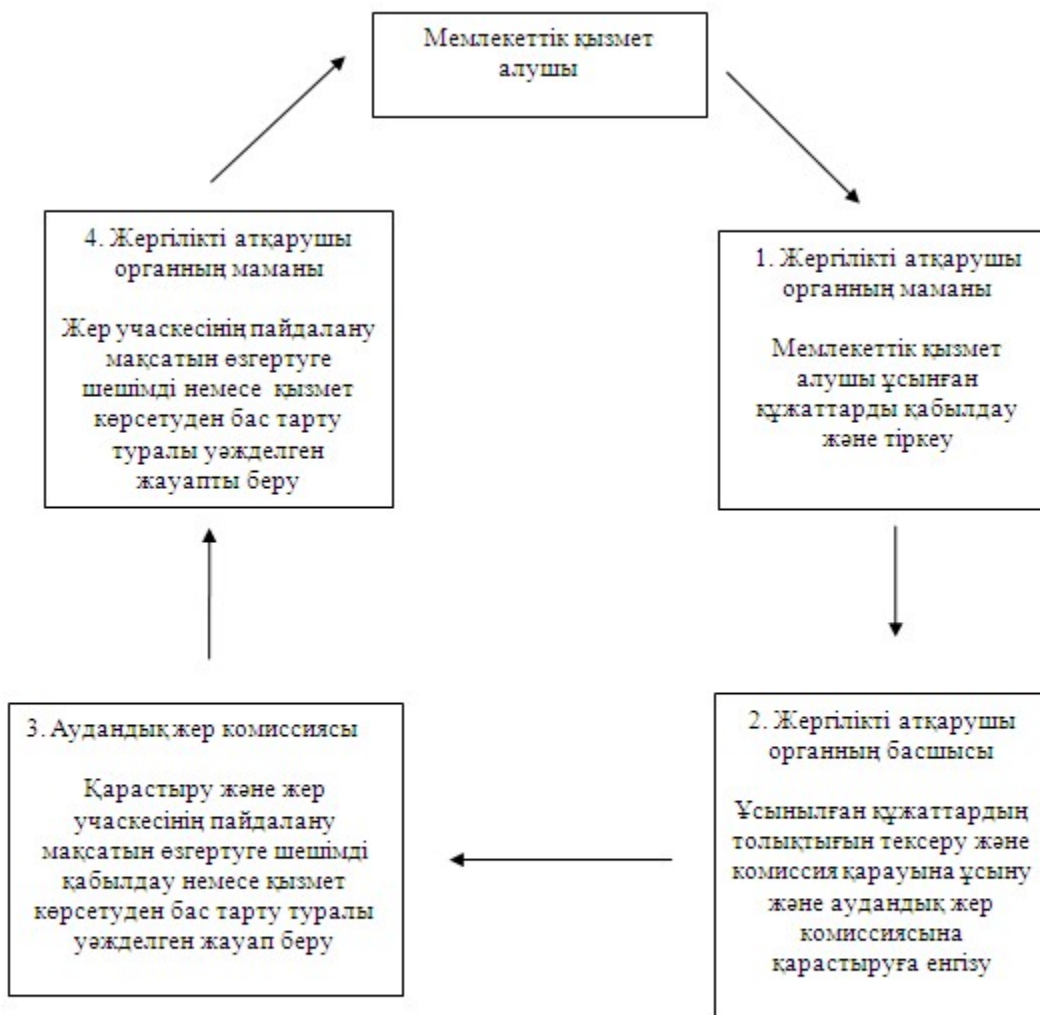 Мемлекеттік қызмет
алушы
1. Жергілікті атқарушы
органның маманы
Мемлекеттік қызмет
алушы ұсынған
құжаттарды қабылдау
және тіркеу
2. Жергілікті атқарушы
органның басшысы
Ұсынылған құжаттардың
толықтығын тексеру және
комиссия қарауына ұсыну
және аудандық жер
комиссиясына
қарастыруға енгізу
3. Аудандық жер комиссиясы
Қарастыру және жер
учаскесінің пайдалану
мақсатын өзгертуге шешімді
қабылдау немесе қызмет
көрсетуден бас тарту туралы
уәжделген жауап беру
4. Жергілікті атқарушы
органның маманы
Жер учаскесінің пайдалану
мақсатын өзгертуге
шешімді немесе қызмет
көрсетуден бас тарту
туралы уәжделген
жауапты беру